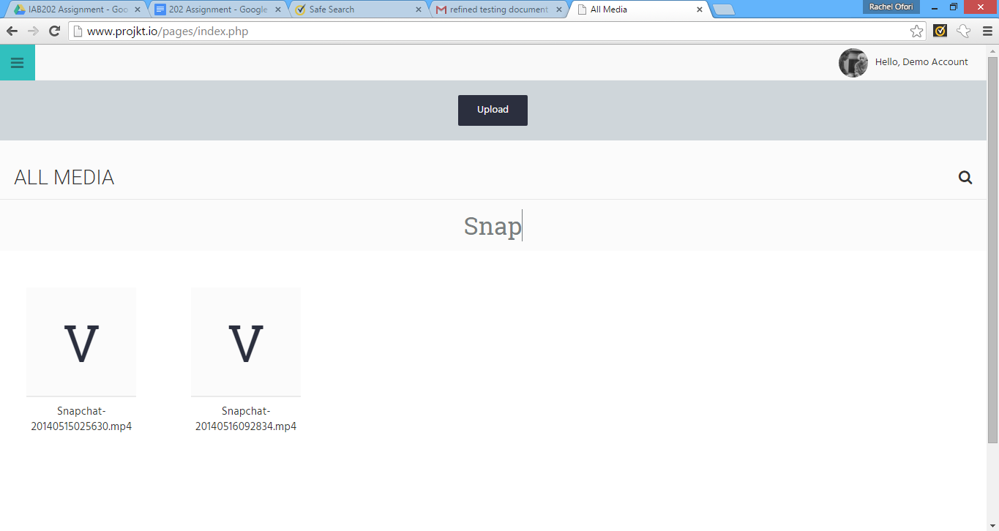 IAB202 Assignment - Goo
202 Assignment - Google
Safe Search
refined testing document
All Media
Rachel Ofori
www.projkt.io/pages/index.php
Hello, Demo Account
Upload
ALL MEDIA
Snap
V
V
Snapchat-
20140515025630.mp4
Snapchat-
20140516092834.mp4